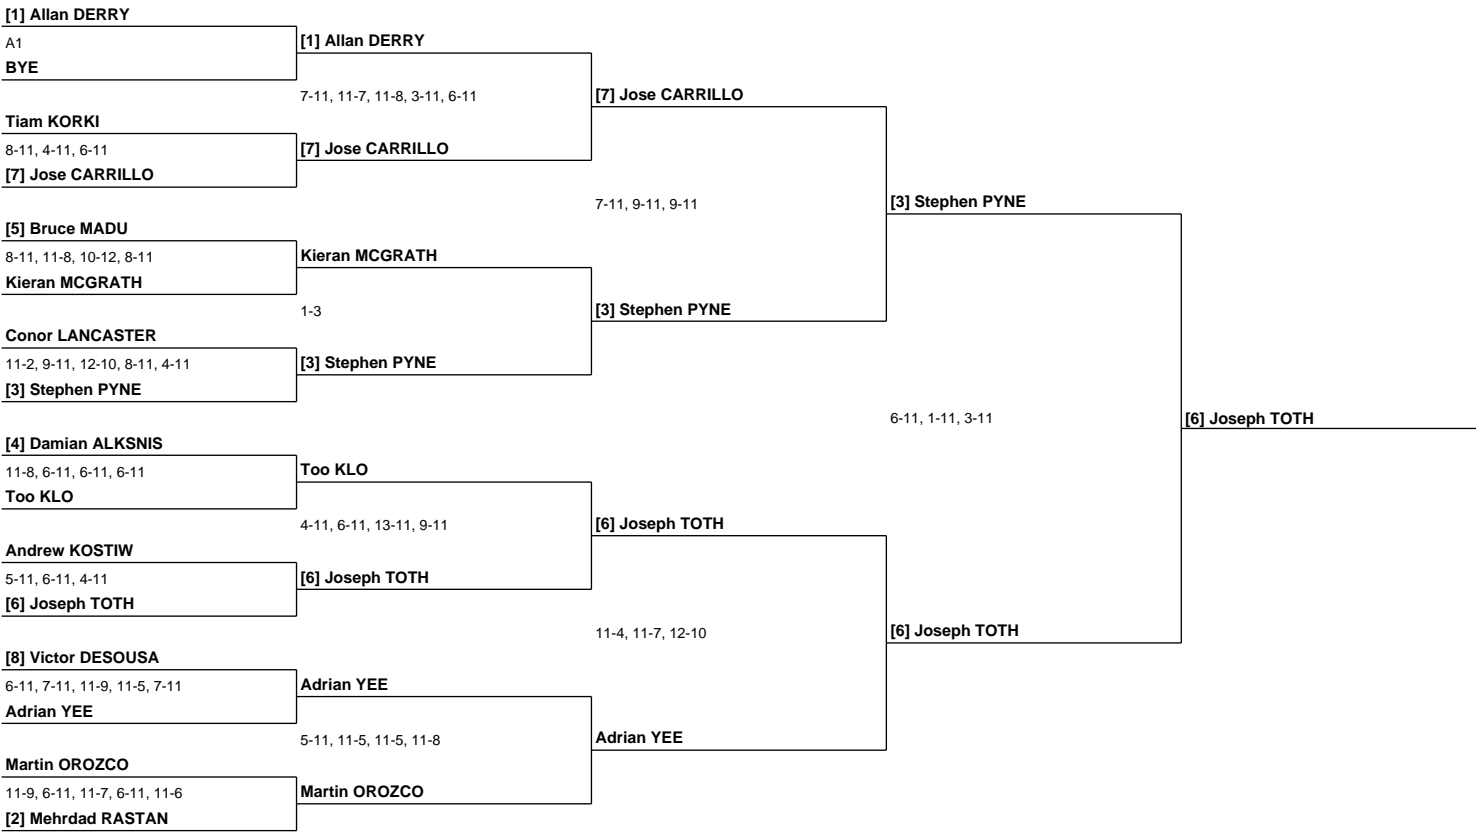 [1] Allan DERRY
A1
BYE
Tiam KORKI
8-11, 4-11, 6-11
[7] Jose CARRILLO
[5] Bruce MADU
8-11, 11-8, 10-12, 8-11
Kieran MCGRATH
Conor LANCASTER
11-2, 9-11, 12-10, 8-11, 4-11
[3] Stephen PYNE
[4] Damian ALKSNIS
11-8, 6-11, 6-11, 6-11
Too KLO
Andrew KOSTIW
5-11, 6-11, 4-11
[6] Joseph TOTH
[8] Victor DESOUSA
6-11, 7-11, 11-9, 11-5, 7-11
Adrian YEE
Martin OROZCO
11-9, 6-11, 11-7, 6-11, 11-6
[2] Mehrdad RASTAN
[1] Allan DERRY
7-11, 11-7, 11-8, 3-11, 6-11
[7] Jose CARRILLO
Kieran MCGRATH
1-3
[3] Stephen PYNE
Too KLO
4-11, 6-11, 13-11, 9-11
[6] Joseph TOTH
Adrian YEE
5-11, 11-5, 11-5, 11-8
Martin OROZCO
[7] Jose CARRILLO
7-11, 9-11, 9-11
[3] Stephen PYNE
[6] Joseph TOTH
11-4, 11-7, 12-10
Adrian YEE
[3] Stephen PYNE
6-11, 1-11, 3-11
[6] Joseph TOTH
[6] Joseph TOTH